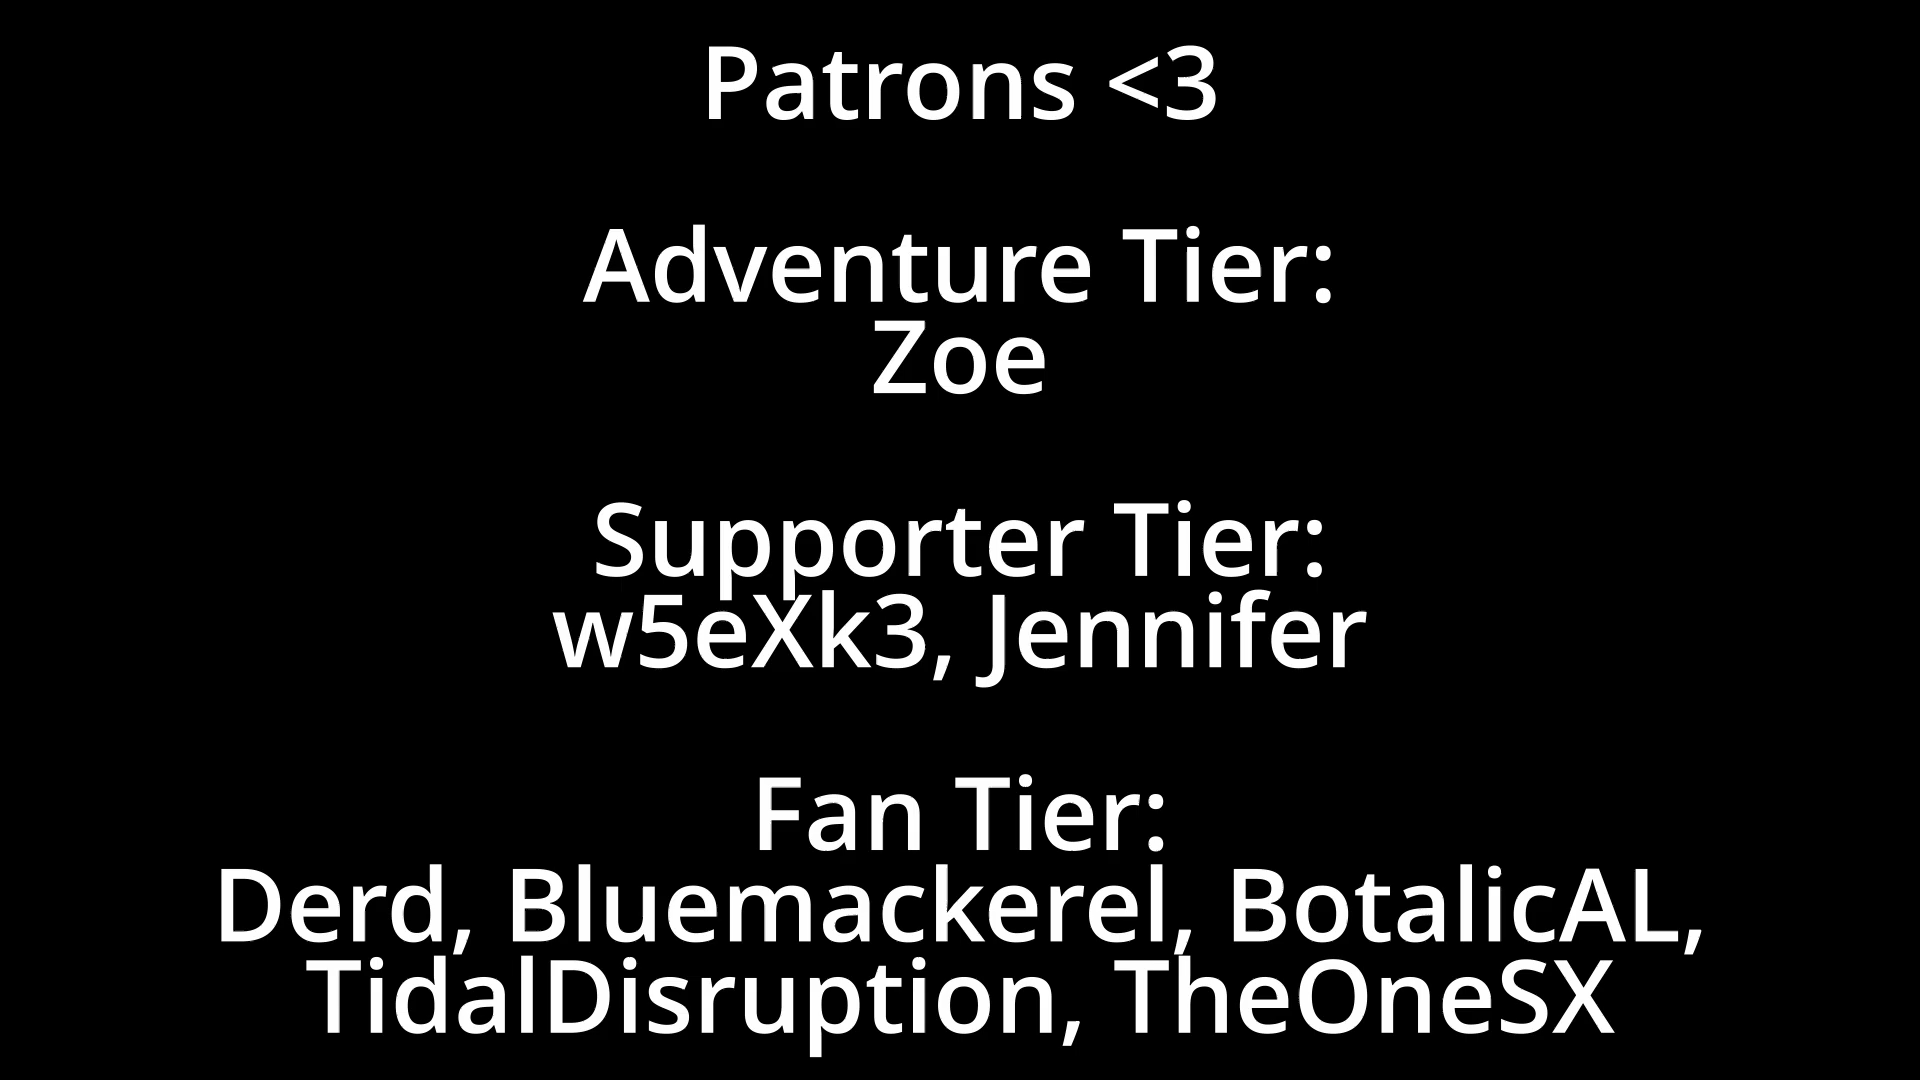 Patrons <3
Adventure Tier:
Zoe
Supporter Tier:
w5eXk3, Jennifer
Fan Tier:
Derd, Bluemackerel, BotalicAL,
TidalDisruption, TheOneSX